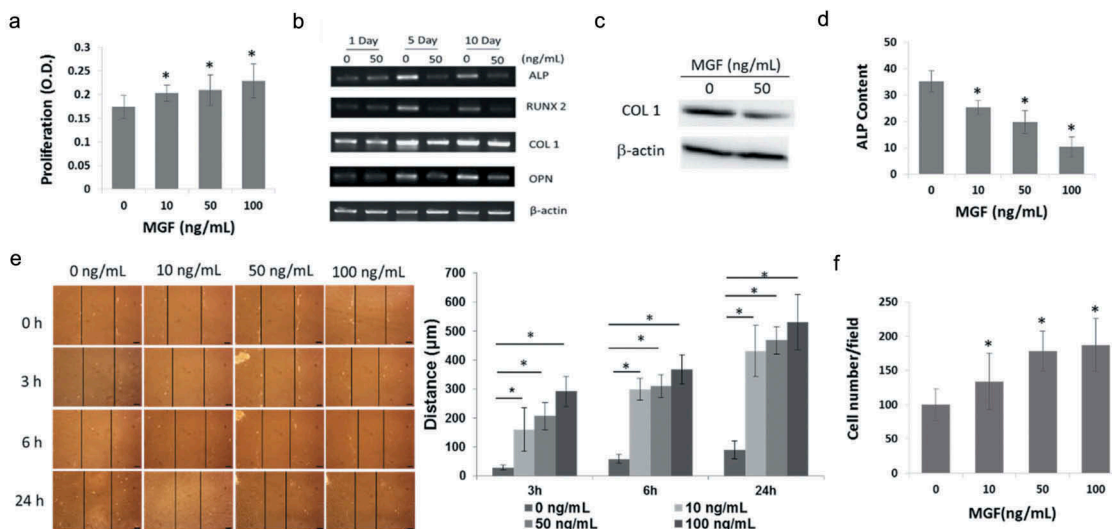 a
0.3
0.25
0.2
0.15
0.1
0.05
0
Proliferation (O.D.)
* * *
0 10 50 100
MGF (ng/mL)
b
1 Day 5 Day 10 Day
0 50 0 50 0 50 (ng/mL)
ALP
RUNX 2
COL 1
OPN
β-actin
c
MGF (ng/mL)
0 50
COL 1
β-actin
d
50
40
30
20
10
0
ALP Content
* * *
0 10 50 100
MGF (ng/mL)
e
0 ng/mL 10 ng/mL 50 ng/mL 100 ng/mL
0 h
3 h
6 h
24 h
700
600
500
400
300
200
100
0
Distance (μm)
* * *
* * *
* * *
3h 6h 24h
0 ng/mL 10 ng/mL
50 ng/mL 100 ng/mL
f
250
200
150
100
50
0
Cell number/field
* * *
0 10 50 100
MGF(ng/mL)